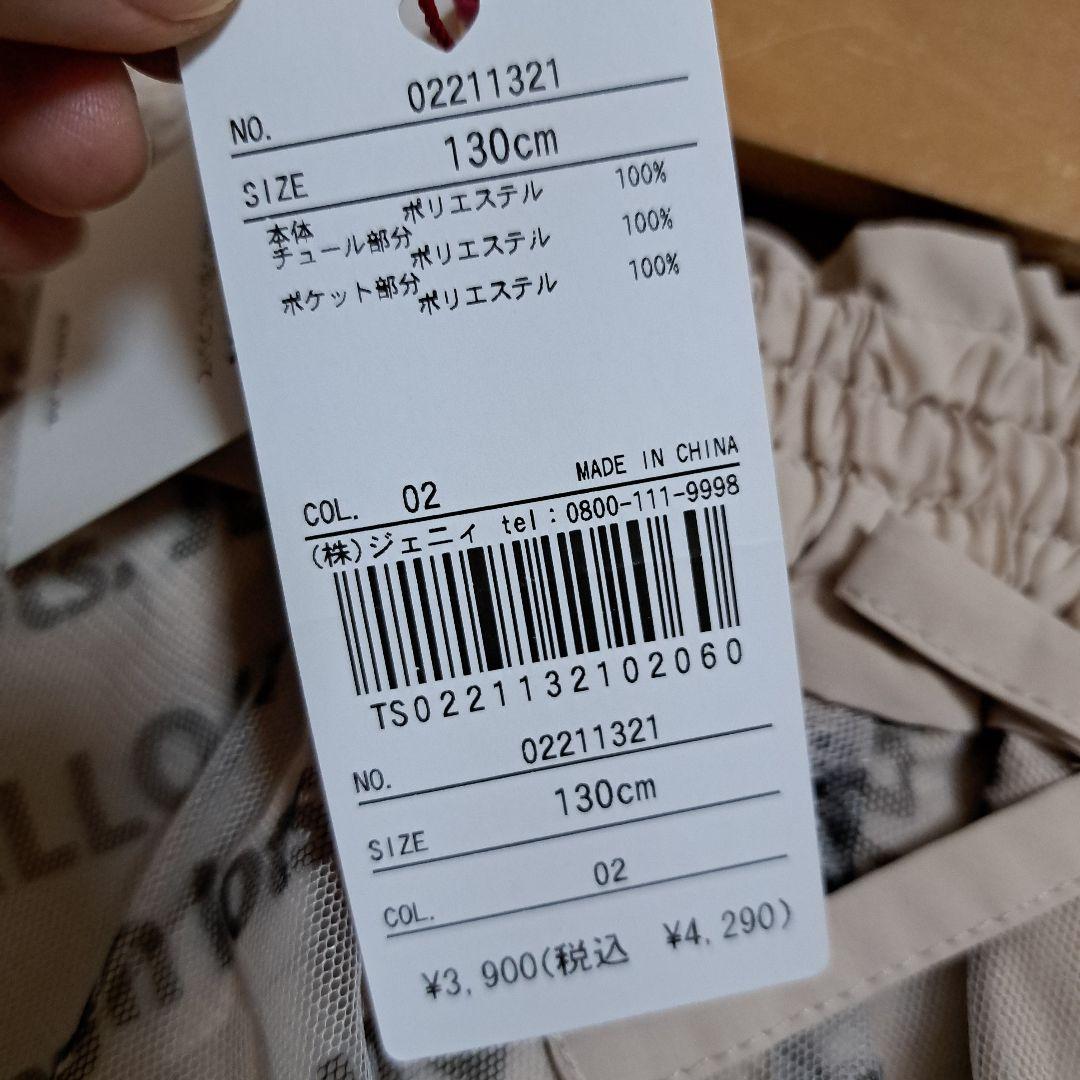 NO. 02211321
SIZE 130cm
本体 ポリエステル 100%
チュール部分 ポリエステル 100%
ポケット部分 ポリエステル 100%
MADE IN CHINA
COL. 02
(株)ジェニィ tel:0800-111-9998
TS0221132102060
NO. 02211321
SIZE 130cm
COL. 02
¥3,900(税込 ¥4,290)